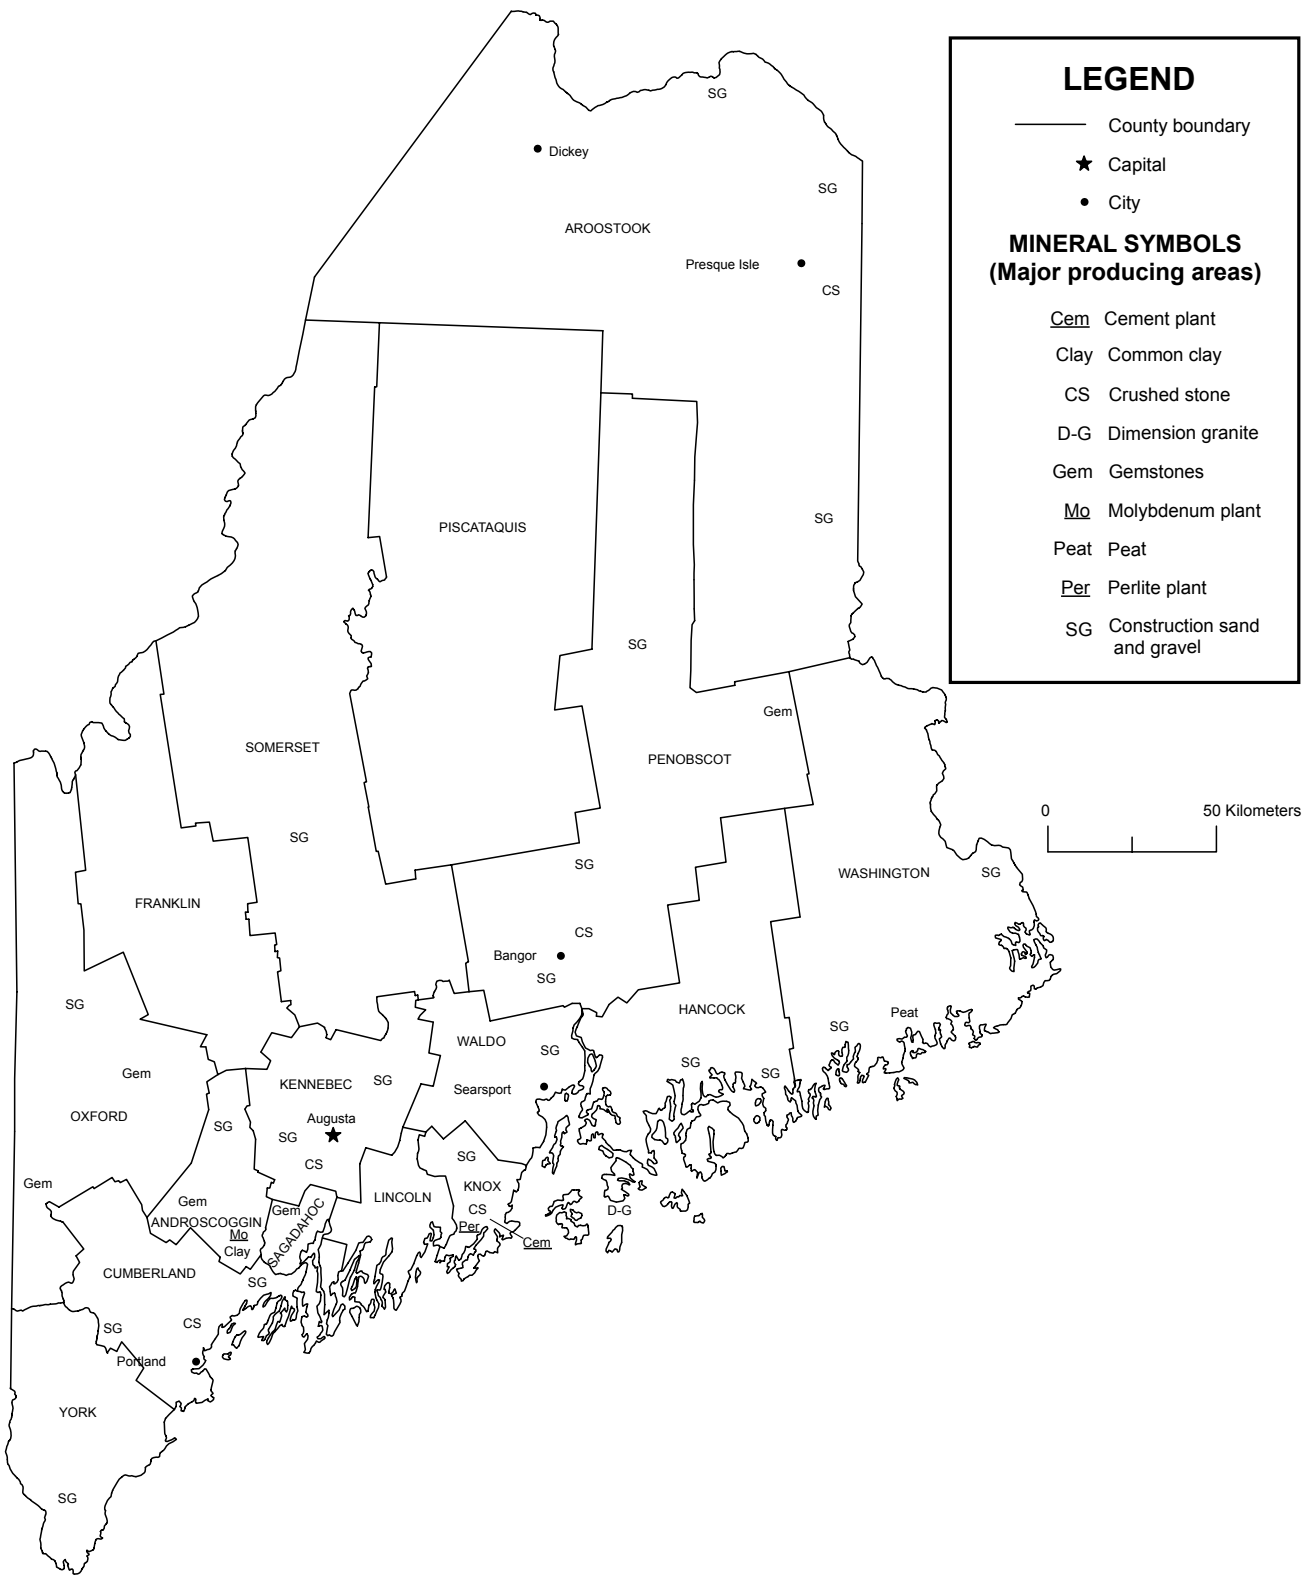 LEGEND
County boundary
Capital
City
MINERAL SYMBOLS
(Major producing areas)
Cem Cement plant
Clay Common clay
CS Crushed stone
D-G Dimension granite
Gem Gemstones
Mo Molybdenum plant
Peat Peat
Per Perlite plant
SG Construction sand
and gravel
0 50 Kilometers
SG
Dickey
SG
AROOSTOOK
Presque Isle
CS
SG
PISCATAQUIS
SG
Gem
SOMERSET
PENOBSCOT
SG
SG
WASHINGTON
SG
FRANKLIN
CS
Bangor
SG
SG
HANCOCK
Peat
SG
WALDO
SG
SG
SG
Gem
KENNEBEC
SG
Searsport
OXFORD
Augusta
SG
SG
CS
SG
Gem
KNOX
LINCOLN
Gem
Gem
SAGADAHOC
CS
D-G
ANDROSCOGGIN
Per
Mo
Cem
Clay
CUMBERLAND
SG
CS
SG
Portland
YORK
SG